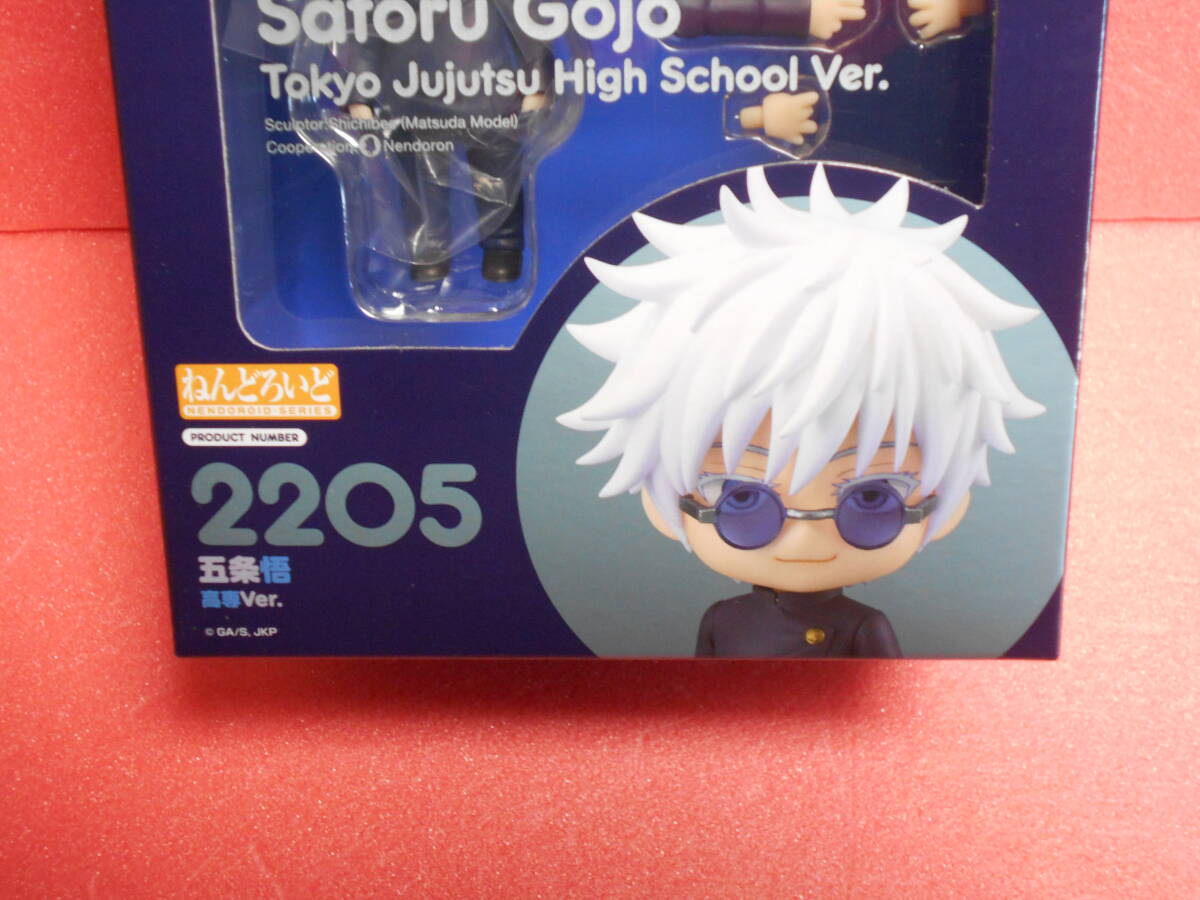 Satoru Gojo
Tokyo Jujutsu High School Ver.
Sculptor:Shichibee (Matsuda Model)
Cooperation: Nendoron
ねんどろいど
NENDOROID·SERIES
PRODUCT NUMBER
2205
五条悟
高専Ver.
© GA/S, JKP